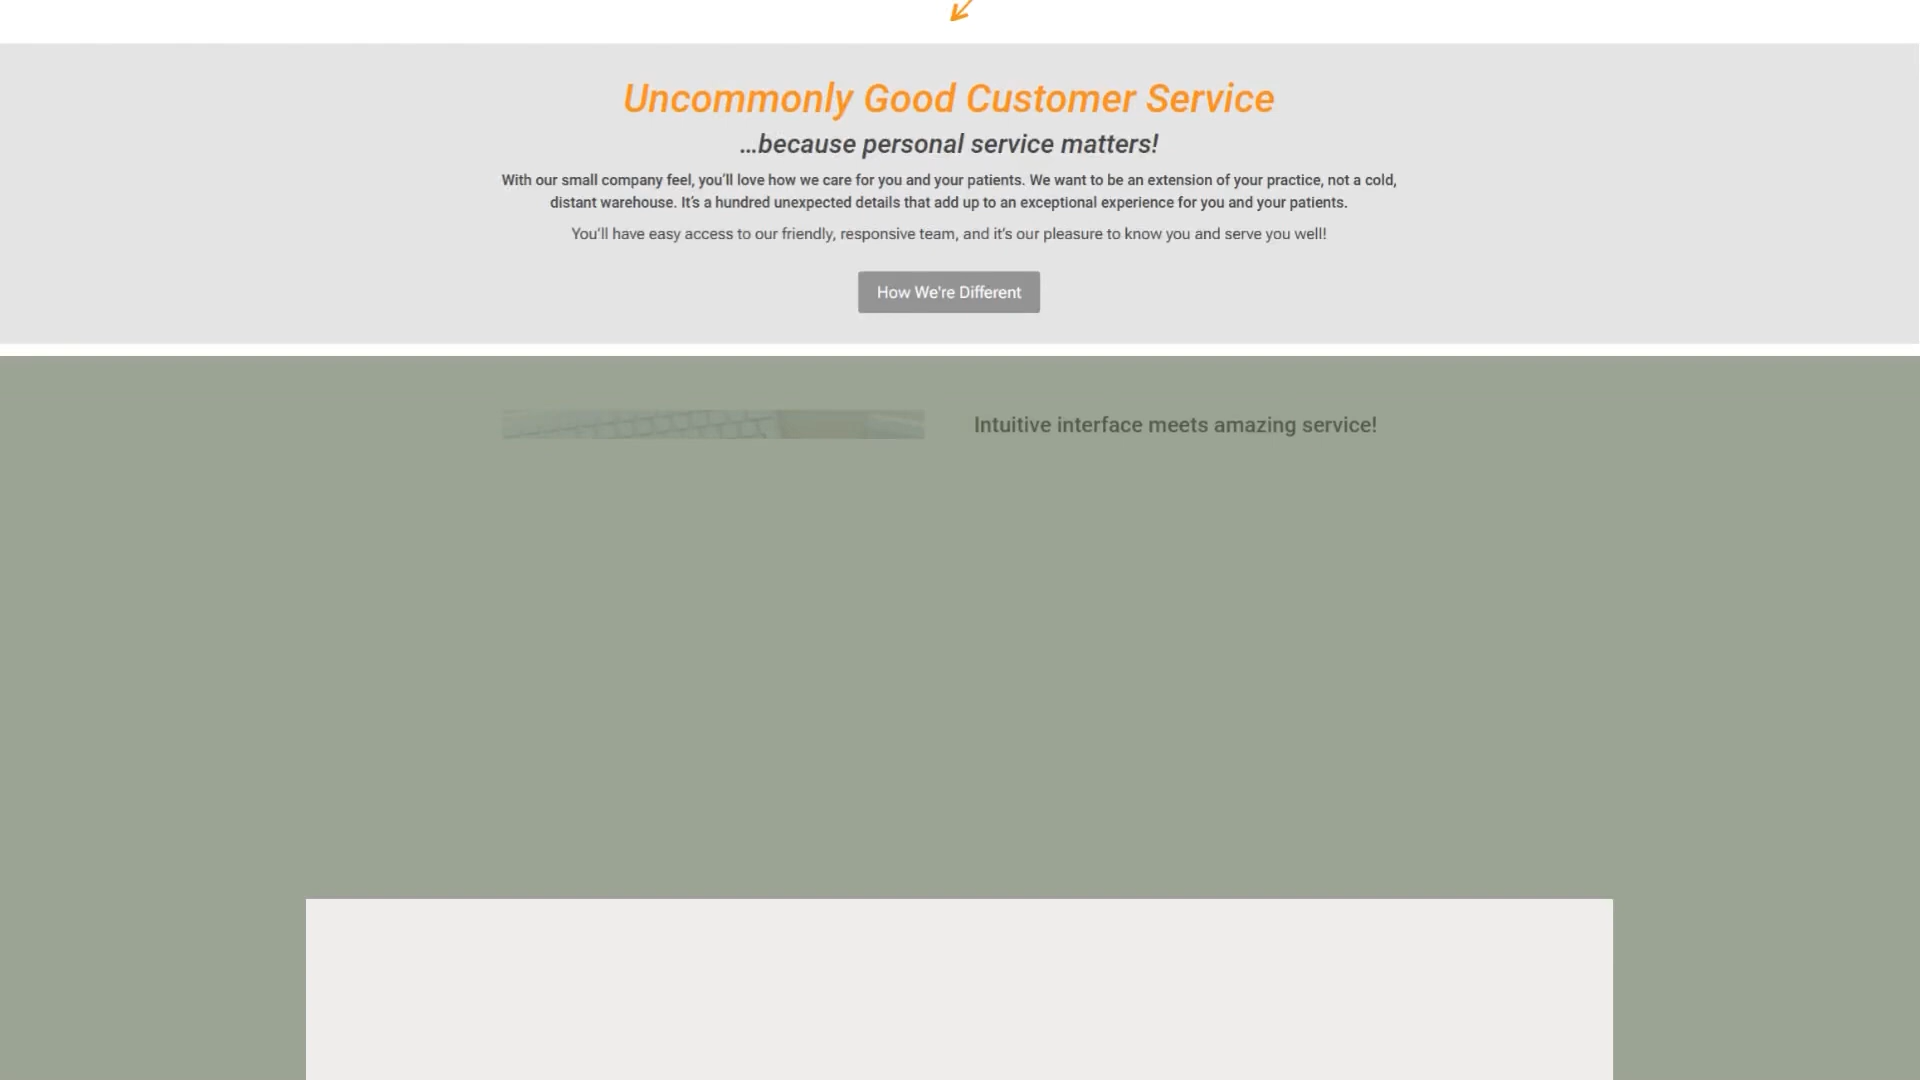 Uncommonly Good Customer Service
...because personal service matters!
With our small company feel, you'll love how we care for you and your patients. We want to be an extension of your practice, not a cold,
distant warehouse. It's a hundred unexpected details that add up to an exceptional experience for you and your patients.
You'll have easy access to our friendly, responsive team, and it's our pleasure to know you and serve you well!
How We're Different
Intuitive interface meets amazing service!